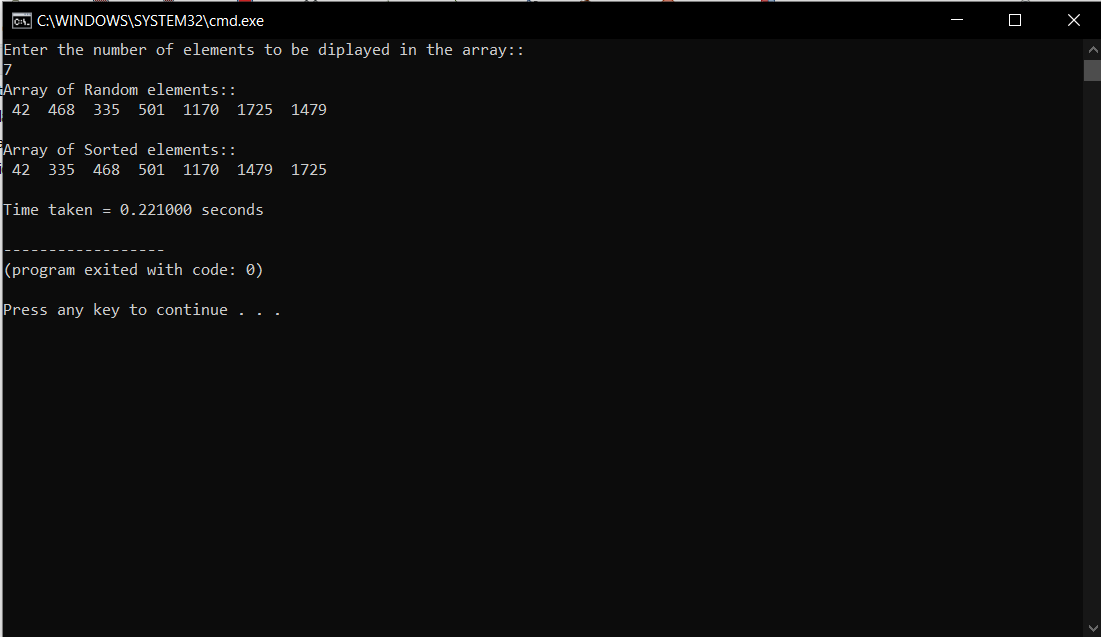 C:\WINDOWS\SYSTEM32\cmd.exe
Enter the number of elements to be diplayed in the array::
7
Array of Random elements::
42 468 335 501 1170 1725 1479
Array of Sorted elements::
42 335 468 501 1170 1479 1725
Time taken = 0.221000 seconds
------------------
(program exited with code: 0)
Press any key to continue . . .